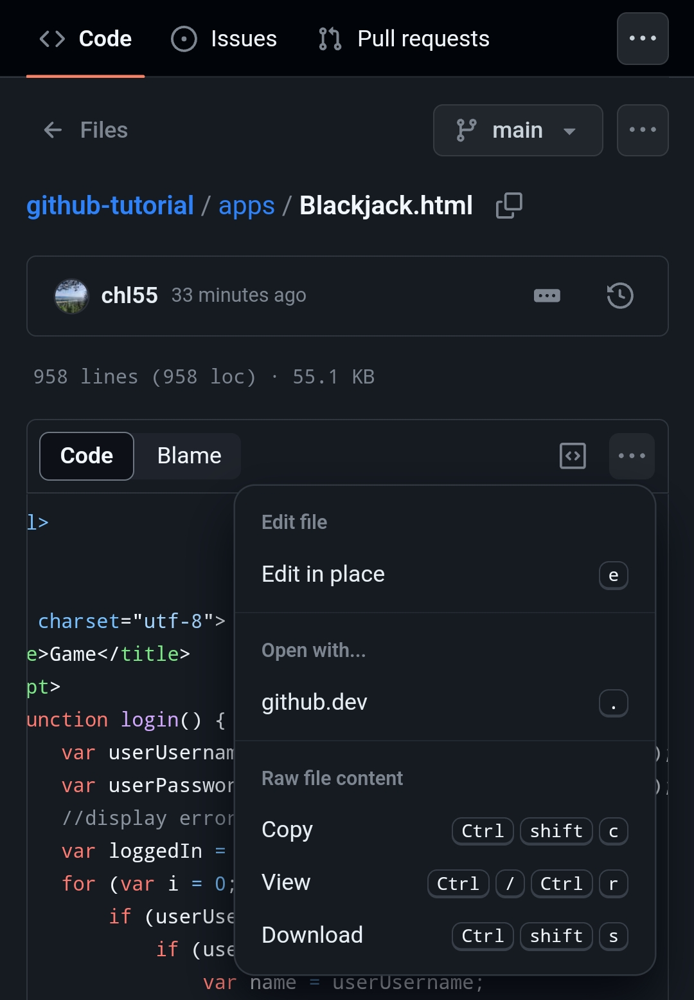 Code Issues Pull requests
Files main
github-tutorial / apps / Blackjack.html
chl55 33 minutes ago
958 lines (958 loc) · 55.1 KB
Code Blame
l>
charset="utf-8">
e>Game</title>
pt>
unction login() {
var userUsernam );
var userPasswor );
//display error
var loggedIn =
for (var i = 0;
if (userUse
if (use
var name = userUsername;
Edit file
Edit in place e
Open with...
github.dev .
Raw file content
Copy Ctrl shift c
View Ctrl / Ctrl r
Download Ctrl shift s